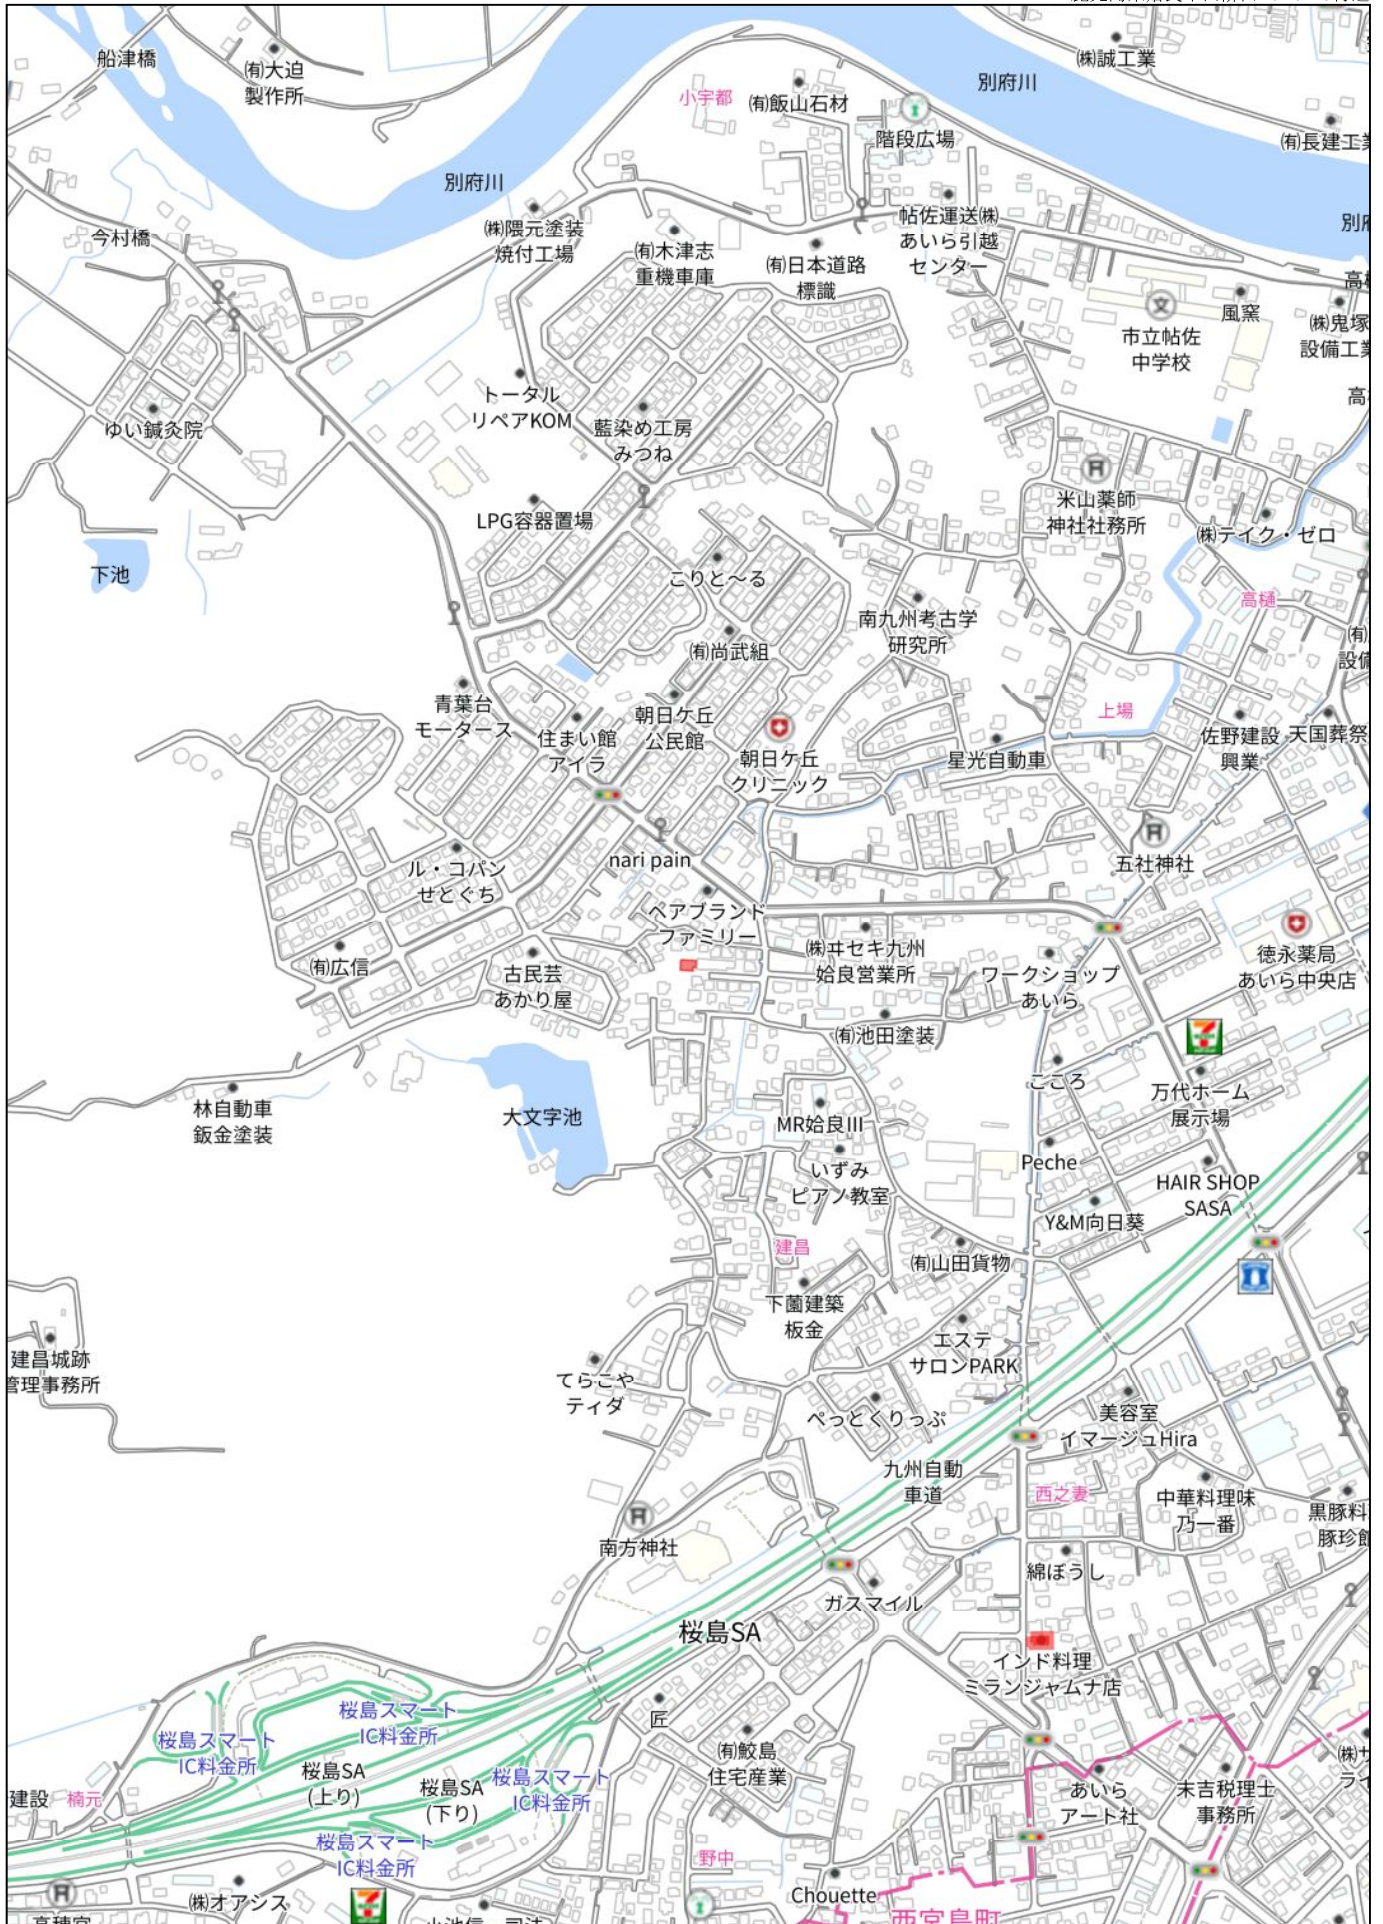 船津橋
㈲大迫
製作所
小宇都
㈲飯山石材
別府川
㈱誠工業
階段広場
㈲長建工業
別府川
今村橋
㈱隈元塗装
焼付工場
㈲木津志
重機車庫
㈲日本道路
標識
帖佐運送㈱
あいら引越
センター
市立帖佐
中学校
風窯
㈱鬼塚
設備工業
トータル
リペアKOM
ゆい鍼灸院
藍染め工房
みつね
米山薬師
神社社務所
LPG容器置場
㈱テイク・ゼロ
下池
こりと～る
高樋
南九州考古学
研究所
㈲尚武組
青葉台
モータース
住まい館
アイラ
朝日ケ丘
公民館
朝日ケ丘
クリニック
上場
星光自動車
佐野建設
興業
天国葬祭
ル・コパン
せとぐち
nari pain
五社神社
ペアブランド
ファミリー
㈲広信
古民芸
あかり屋
㈱ヰセキ九州
姶良営業所
ワークショップ
あいら
徳永薬局
あいら中央店
㈲池田塗装
こころ
林自動車
鈑金塗装
大文字池
MR姶良Ⅲ
いずみ
ピアノ教室
万代ホーム
展示場
Peche
HAIR SHOP
SASA
Y&M向日葵
建昌
㈲山田貨物
下薗建築
板金
エステ
サロンPARK
建昌城跡
管理事務所
てらこや
ティダ
ぺっとくりっぷ
美容室
イマージュHira
九州自動
車道
西之妻
中華料理味
乃一番
黒豚料
豚珍館
南方神社
綿ぼうし
ガスマイル
桜島SA
インド料理
ミランジャムナ店
匠
桜島スマート
IC料金所
桜島スマート
IC料金所
桜島SA
(上り)
桜島SA
(下り)
桜島スマート
IC料金所
㈲鮫島
住宅産業
あいら
アート社
末吉税理士
事務所
建設
楠元
桜島スマート
IC料金所
野中
㈱オアシス
Chouette
西宮島町